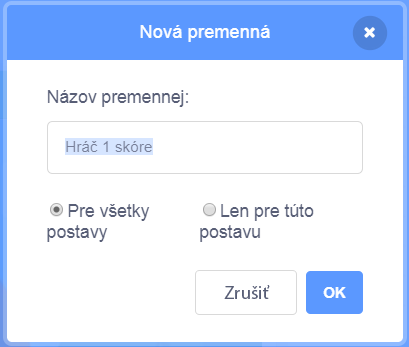 Nová premenná
Názov premennej:
Hráč 1 skóre
Pre všetky Len pre túto
postavy postavu
Zrušiť OK